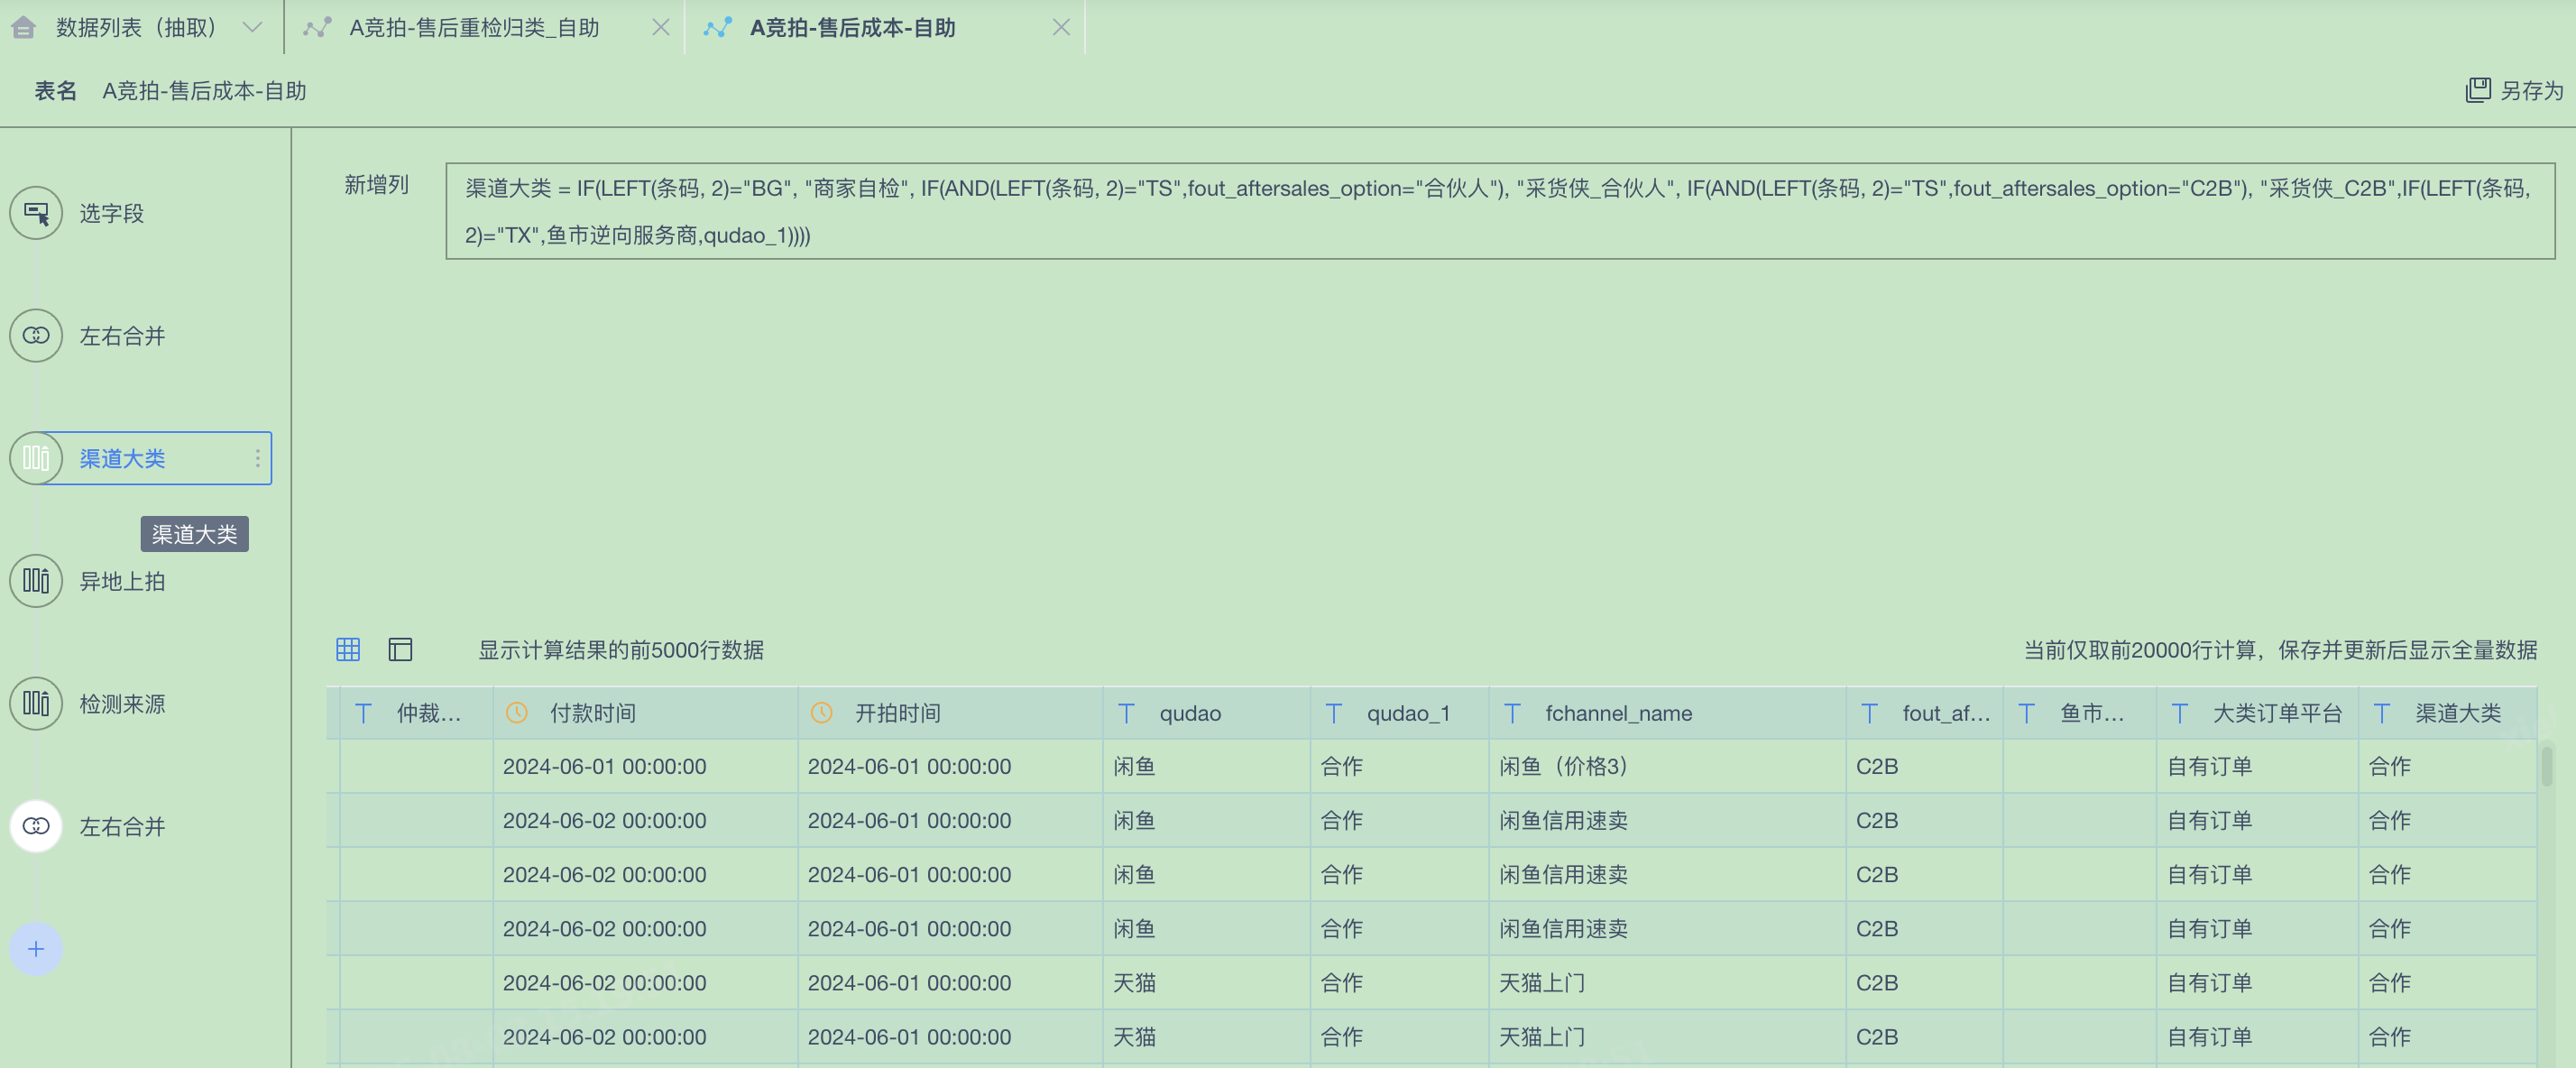 数据列表（抽取）
A竞拍-售后重检归类_自助
A竞拍-售后成本-自助
表名 A竞拍-售后成本-自助
另存为
选字段
左右合并
渠道大类
渠道大类
异地上拍
检测来源
左右合并
新增列
渠道大类 = IF(LEFT(条码, 2)="BG", "商家自检", IF(AND(LEFT(条码, 2)="TS",fout_aftersales_option="合伙人"), "采货侠_合伙人", IF(AND(LEFT(条码, 2)="TS",fout_aftersales_option="C2B"), "采货侠_C2B",IF(LEFT(条码,
2)="TX",鱼市逆向服务商,qudao_1))))
显示计算结果的前5000行数据
当前仅取前20000行计算，保存并更新后显示全量数据
仲裁... 付款时间 开拍时间 qudao qudao_1 fchannel_name fout_af... 鱼市... 大类订单平台 渠道大类
2024-06-01 00:00:00 2024-06-01 00:00:00 闲鱼 合作 闲鱼（价格3） C2B 自有订单 合作
2024-06-02 00:00:00 2024-06-01 00:00:00 闲鱼 合作 闲鱼信用速卖 C2B 自有订单 合作
2024-06-02 00:00:00 2024-06-01 00:00:00 闲鱼 合作 闲鱼信用速卖 C2B 自有订单 合作
2024-06-02 00:00:00 2024-06-01 00:00:00 闲鱼 合作 闲鱼信用速卖 C2B 自有订单 合作
2024-06-02 00:00:00 2024-06-01 00:00:00 天猫 合作 天猫上门 C2B 自有订单 合作
2024-06-02 00:00:00 2024-06-01 00:00:00 天猫 合作 天猫上门 C2B 自有订单 合作